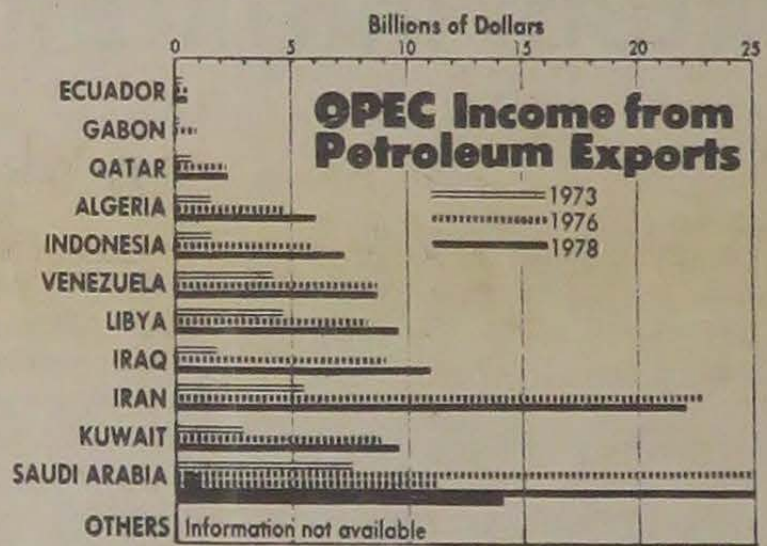 Billions of Dollars
0 5 10 15 20 25
OPEC Income from
Petroleum Exports
1973
1976
1978
ECUADOR
GABON
QATAR
ALGERIA
INDONESIA
VENEZUELA
LIBYA
IRAQ
IRAN
KUWAIT
SAUDI ARABIA
OTHERS Information not available